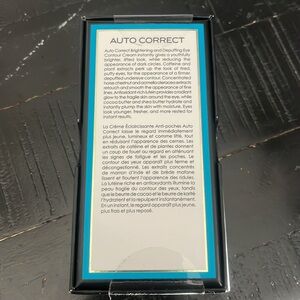 AUTO CORRECT
Auto Correct Brightening and Depuffing Eye
Contour Cream instantly gives a youthfully
brighter, lifted look, while reducing the
appearance of dark circles. Caffeine and
plant extracts perk up the look of tired,
puffy eyes, for the appearance of a firmer,
depuffed undereye contour. Concentrated
horse chestnut and acmella oleracea extracts
retouch and smooth the appearance of fine
lines. Antioxidant-rich lutein provides radiant
glow to the fragile skin around the eye, while
cocoa butter and shea butter hydrate and
instantly plump the skin with moisture. Eyes
look younger, fresher, and more rested for
instant results.
La Crème Éclaircissante Anti-poches Auto
Correct laisse le regard immédiatement
plus jeune, lumineux et comme lifté, tout
en réduisant l'apparence des cernes. Les
extraits de caféine et de plantes donnent
un coup de fouet au regard en atténuant
les signes de fatigue et les poches. Le
contour des yeux apparaît plus ferme et
décongestionné. Les extraits concentrés
de marron d'Inde et de brède mafane
lissent et floutent l'apparence des ridules.
La lutéine riche en antioxydants illumine la
peau fragile du contour des yeux, tandis
que le beurre de cacao et le beurre de karité
l'hydratent et la repulpent instantanément.
En un instant, le regard apparaît plus jeune,
plus frais et plus reposé.